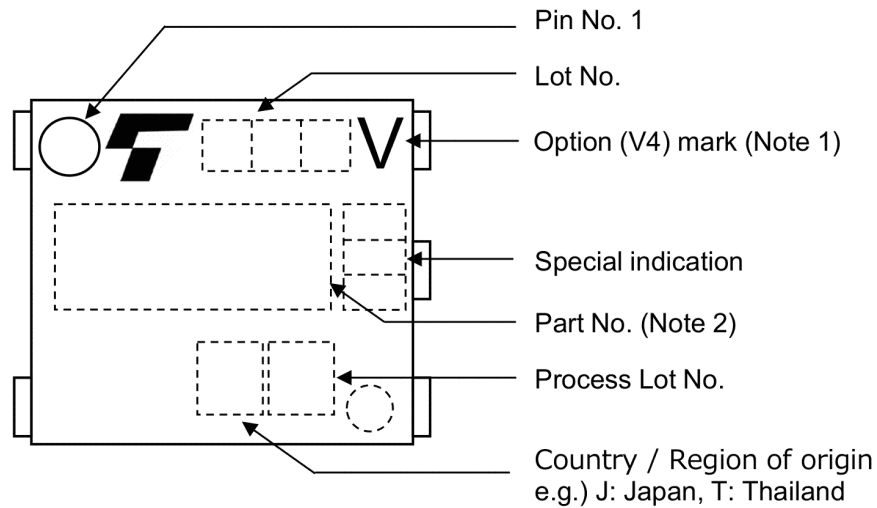 Pin No. 1
Lot No.
V
Option (V4) mark (Note 1)
Special indication
Part No. (Note 2)
Process Lot No.
Country / Region of origin
e.g.) J: Japan, T: Thailand